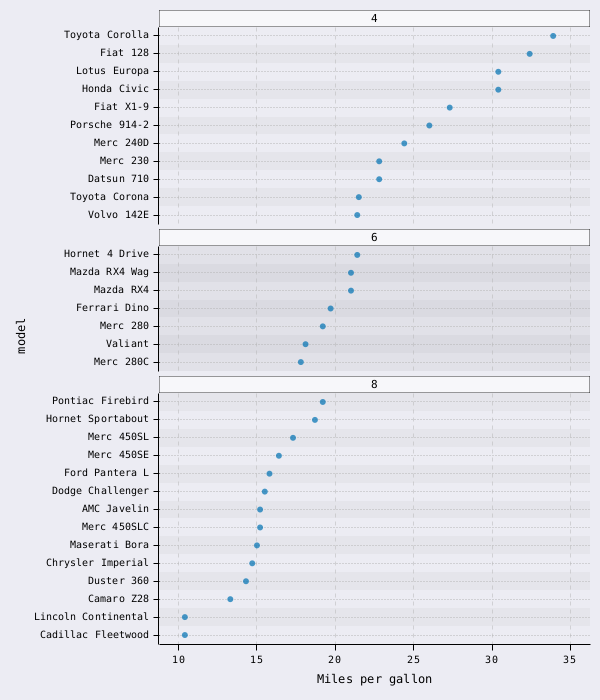 4
Toyota Corolla
Fiat 128
Lotus Europa
Honda Civic
Fiat X1-9
Porsche 914-2
Merc 240D
Merc 230
Datsun 710
Toyota Corona
Volvo 142E
6
Hornet 4 Drive
Mazda RX4 Wag
Mazda RX4
Ferrari Dino
Merc 280
Valiant
Merc 280C
model
8
Pontiac Firebird
Hornet Sportabout
Merc 450SL
Merc 450SE
Ford Pantera L
Dodge Challenger
AMC Javelin
Merc 450SLC
Maserati Bora
Chrysler Imperial
Duster 360
Camaro Z28
Lincoln Continental
Cadillac Fleetwood
10 15 20 25 30 35
Miles per gallon